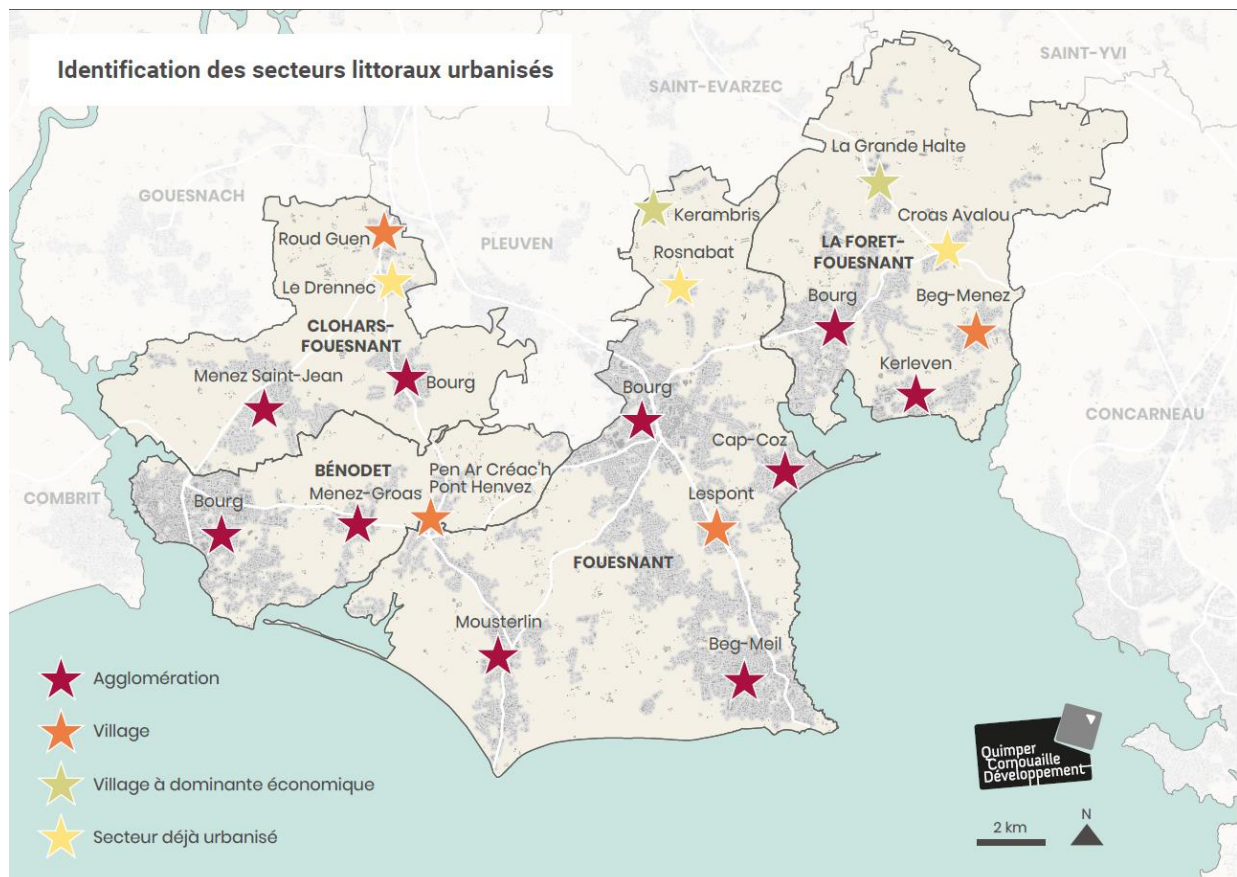 Identification des secteurs littoraux urbanisés
SAINT-YVI
SAINT-EVARZEC
La Grande Halte
GOUESNACH
Kerambris
Croas Avalou
Roud Guen
PLEUVEN
Rosnabat
LA FORET-
FOUESNANT
Le Drennec
Bourg
Beg-Menez
CLOHARS-
FOUESNANT
Kerleven
Menez Saint-Jean
Bourg
Bourg
CONCARNEAU
Cap-Coz
BÉNODET
Pen Ar Créac'h
Pont Henvez
COMBRIT
Bourg
Menez-Groas
Lespont
FOUESNANT
Mousterlin
Beg-Meil
Agglomération
Village
Village à dominante économique
Secteur déjà urbanisé
Quimper
Cornouaille
Développement
2 km
N